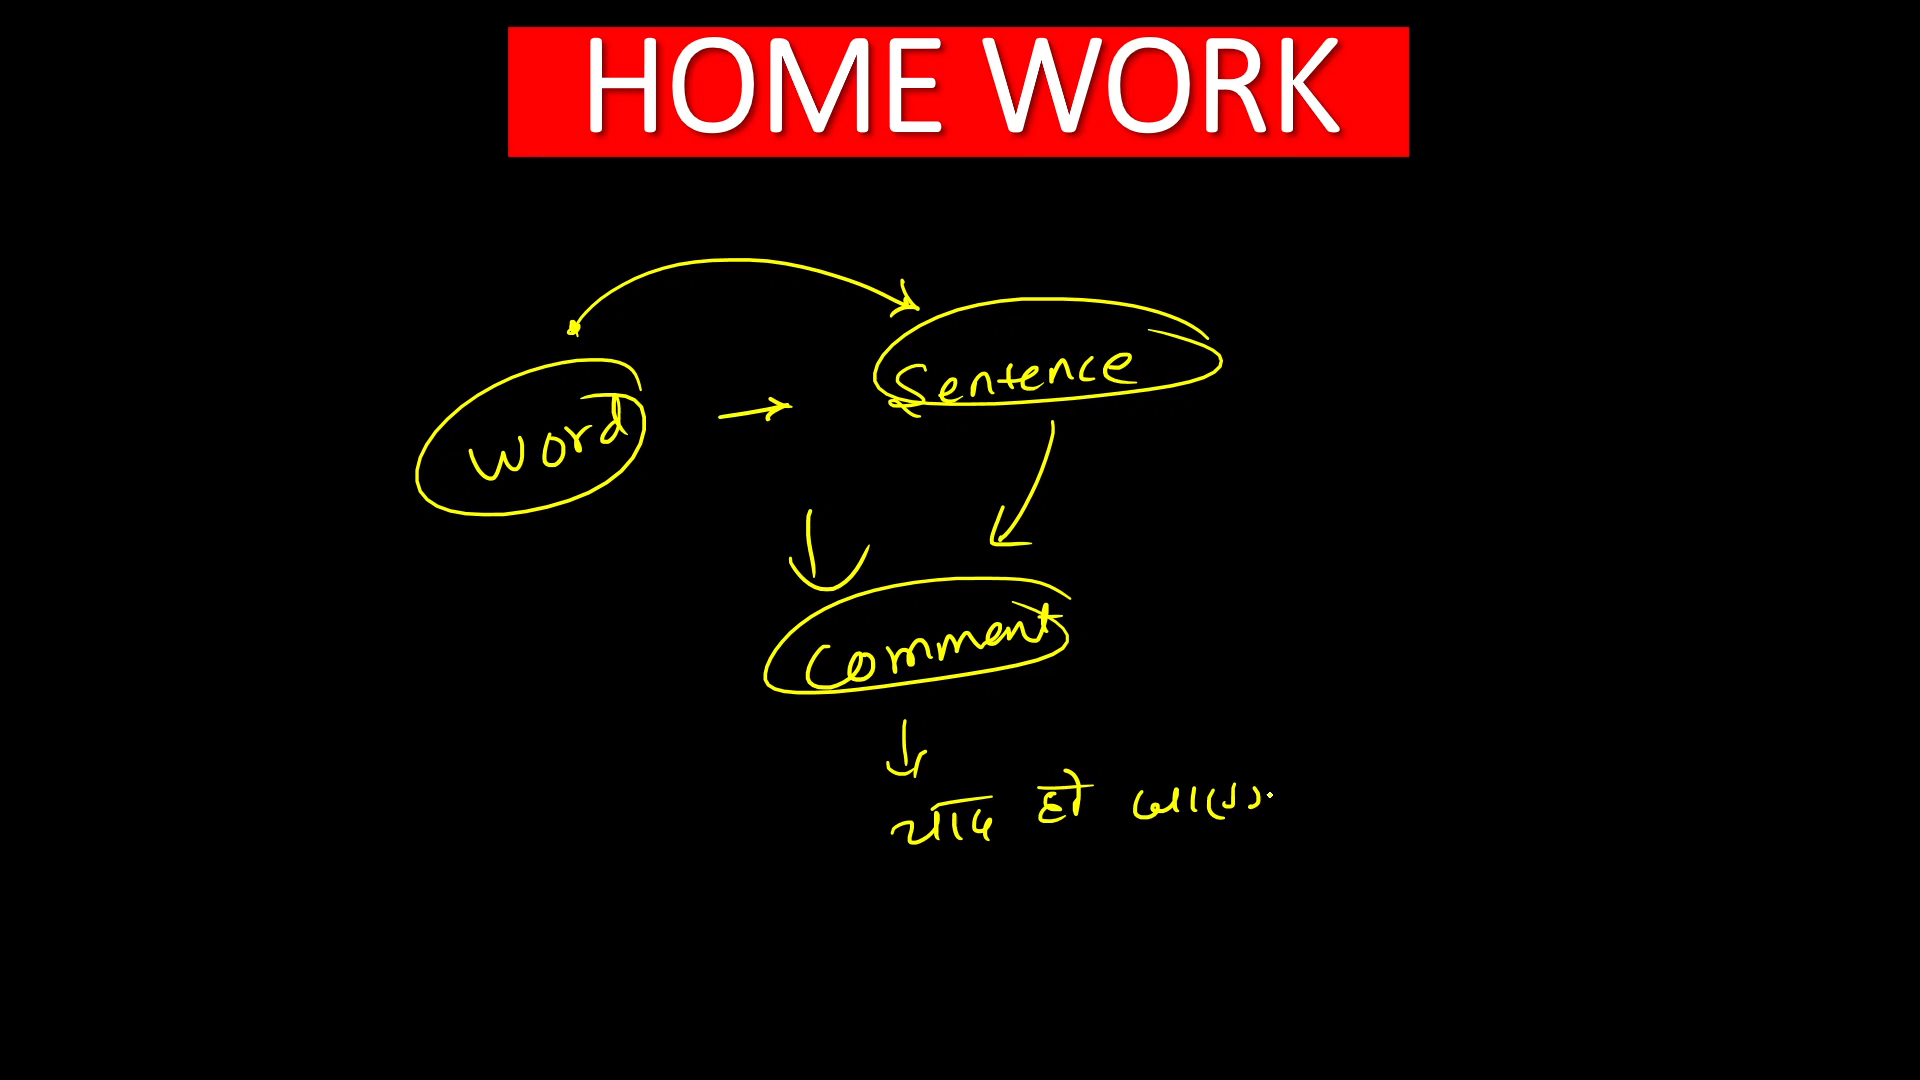 HOME WORK
Sentence
Word
Comment
याद हो